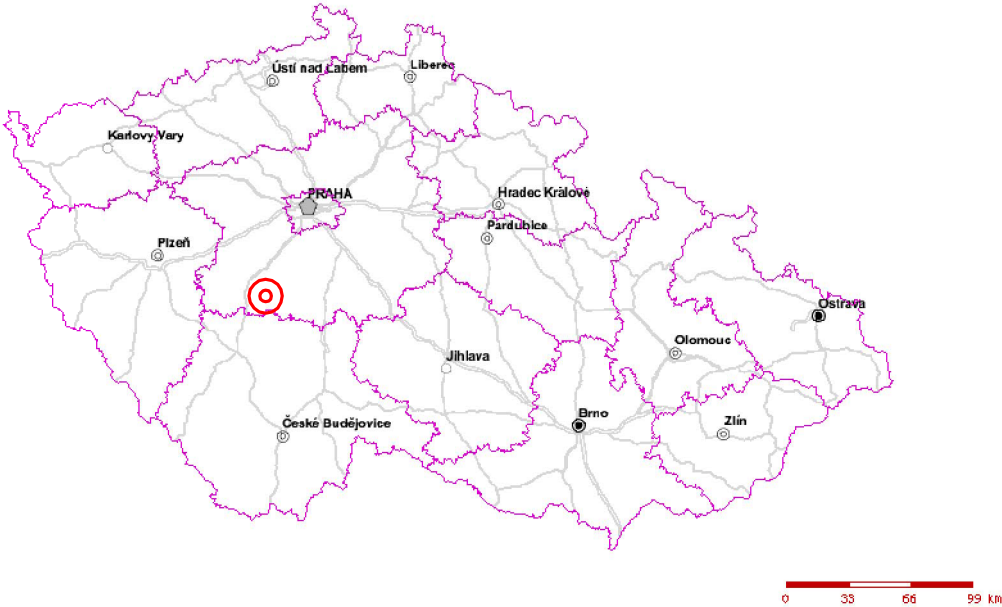 Ústí nad Labem
Liberec
Karlovy Vary
PRAHA
Hradec Králové
Pardubice
Plzeň
Ostrava
Olomouc
Jihlava
Brno
Zlín
České Budějovice
0 33 66 99 km